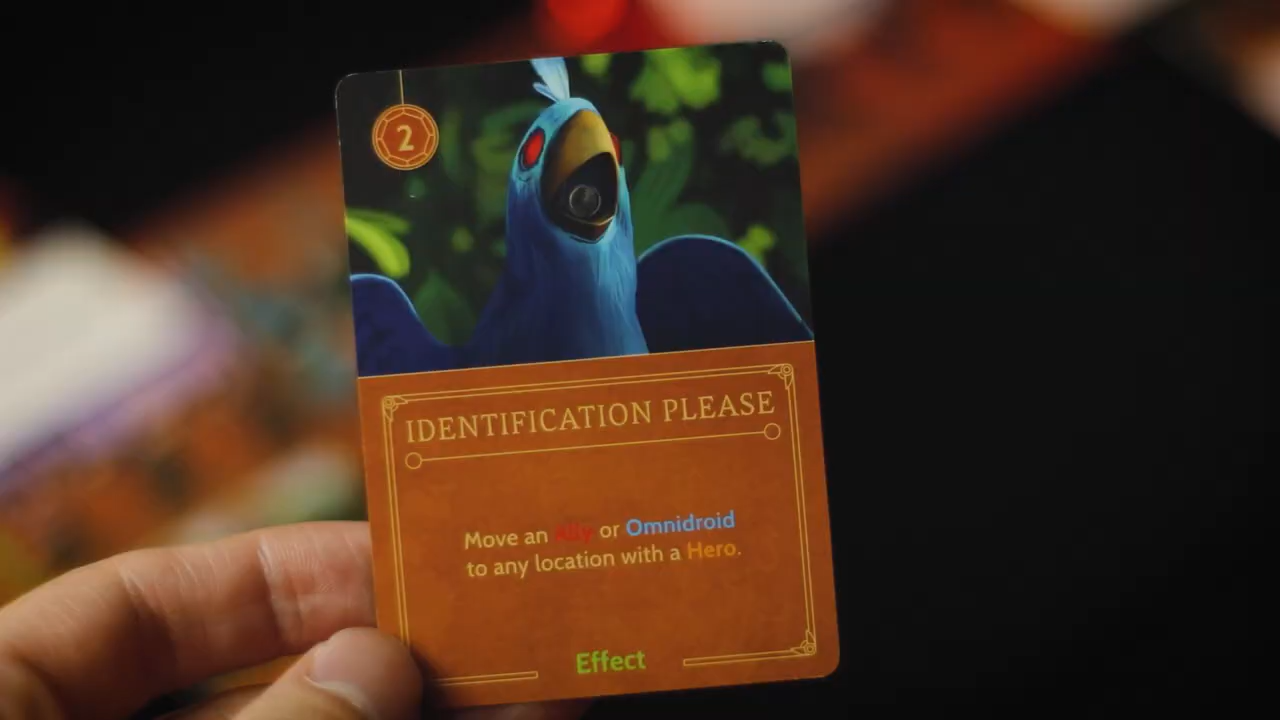 2
IDENTIFICATION PLEASE
Move an Ally or Omnidroid
to any location with a Hero.
Effect